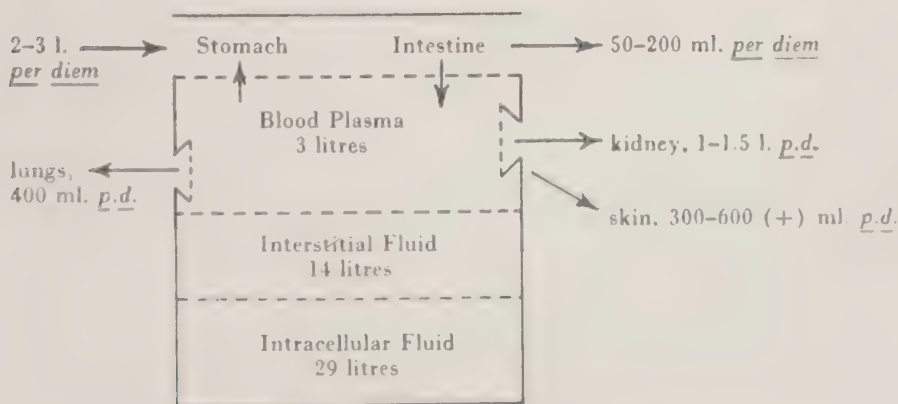 2-3 l.
per diem
Stomach
Intestine
50-200 ml. per diem
Blood Plasma
3 litres
kidney, 1-1.5 l. p.d.
lungs,
400 ml. p.d.
skin, 300-600 (+) ml. p.d.
Interstitial Fluid
14 litres
Intracellular Fluid
29 litres